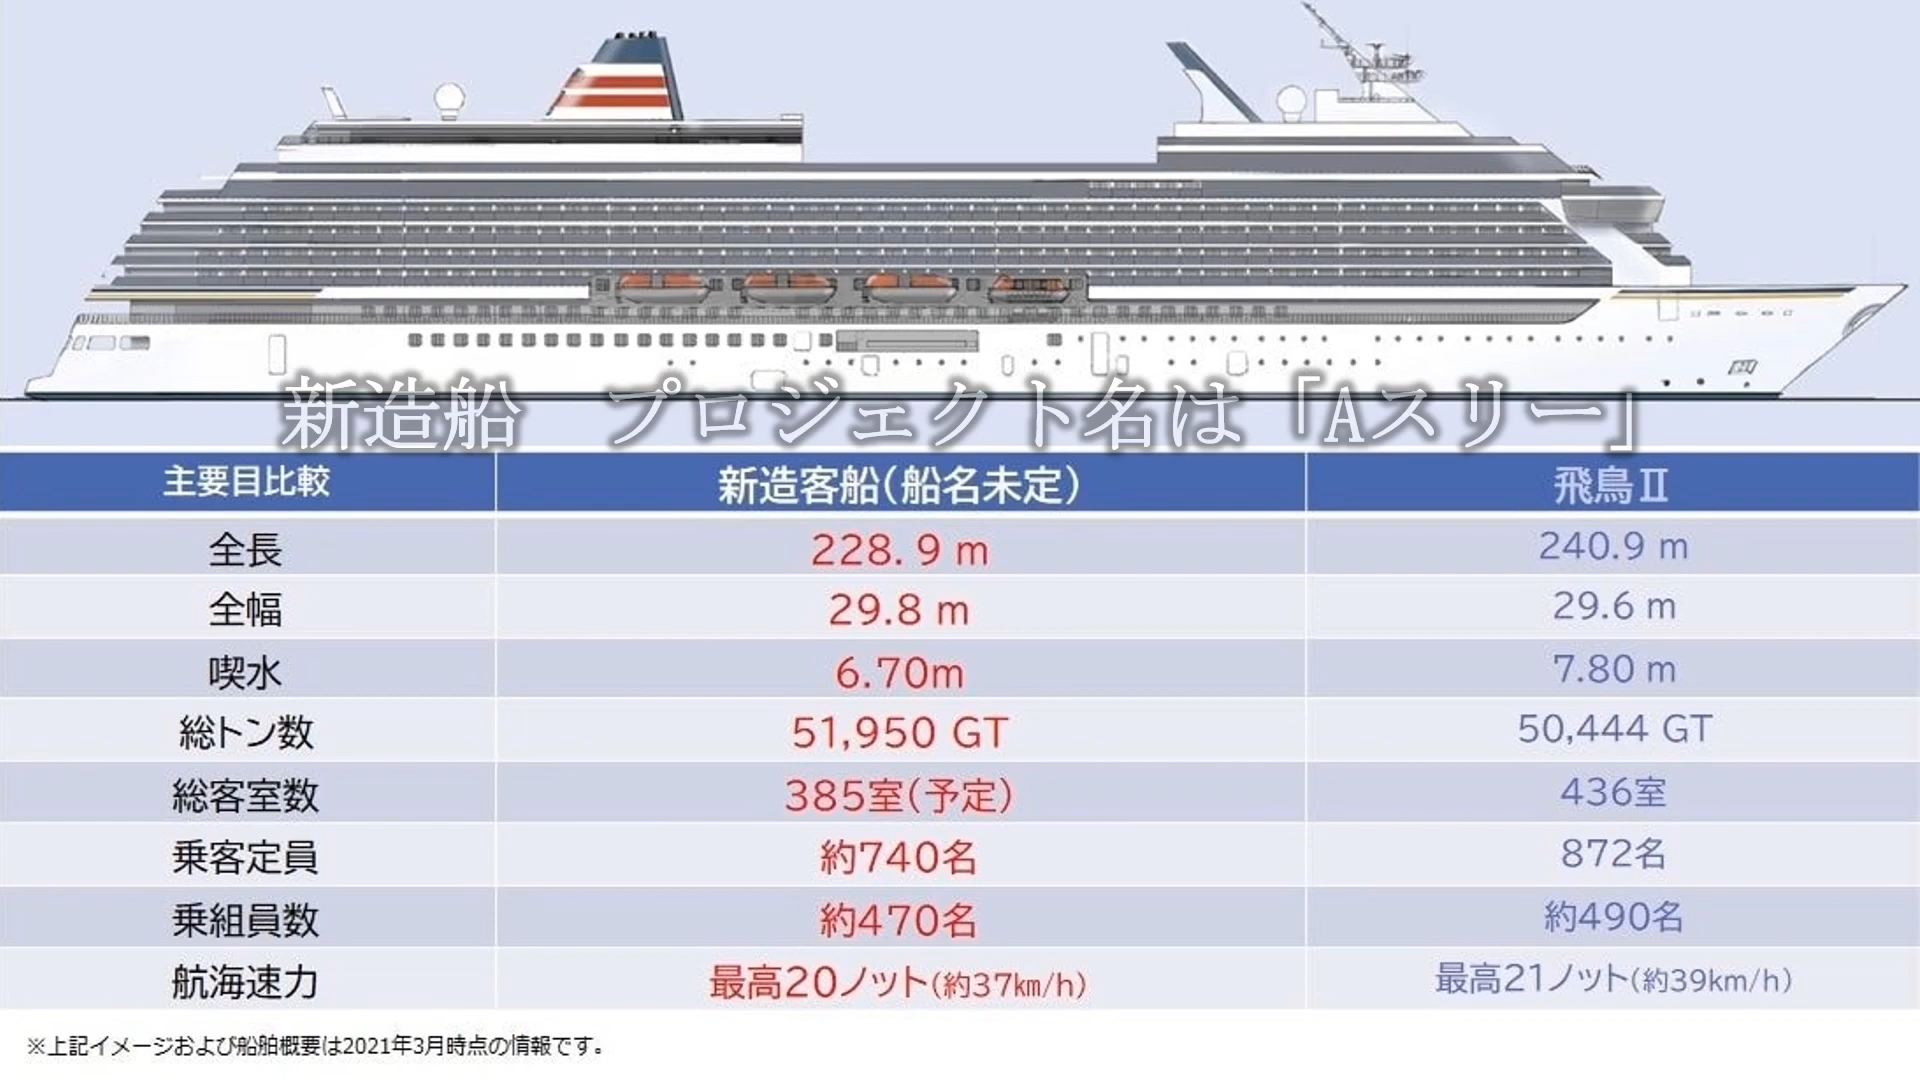 新造船　プロジェクト名は「Aスリー」
主要目比較 新造客船(船名未定) 飛鳥Ⅱ
全長 228.9 m 240.9 m
全幅 29.8 m 29.6 m
喫水 6.70m 7.80 m
総トン数 51,950 GT 50,444 GT
総客室数 385室(予定) 436室
乗客定員 約740名 872名
乗組員数 約470名 約490名
航海速力 最高20ノット(約37㎞/h) 最高21ノット(約39km/h)
※上記イメージおよび船舶概要は2021年3月時点の情報です。